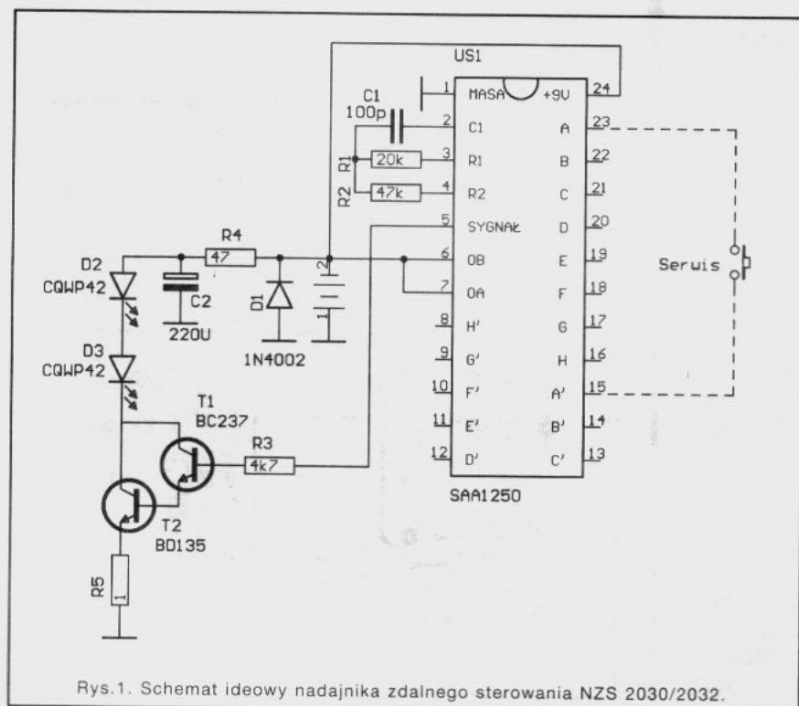 US1
1 MASA +9V 24
C1
100p
2 C1 A 23
R1 20k 3 R1 B 22
R2 47k 4 R2 C 21
5 SYGNAŁ D 20
R4
47
6 OB E 19
7 OA F 18
8 H' G 17
9 G' H 16
10 F' A' 15
11 E' B' 14
12 D' C' 13
SAA1250
Serwis
D2
CQWP42
C2
220U
D1
1N4002
2
1
D3
CQWP42
T1
BC237
R3
4k7
T2
BD135
R5
1
Rys.1. Schemat ideowy nadajnika zdalnego sterowania NZS 2030/2032.